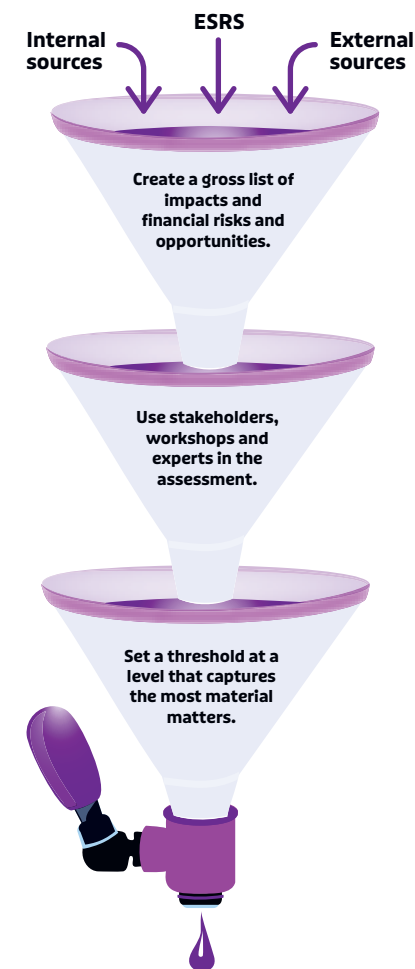 Internal
sources
ESRS
External
sources
Create a gross list of
impacts and
financial risks and
opportunities.
Use stakeholders,
workshops and
experts in the
assessment.
Set a threshold at a
level that captures
the most material
matters.